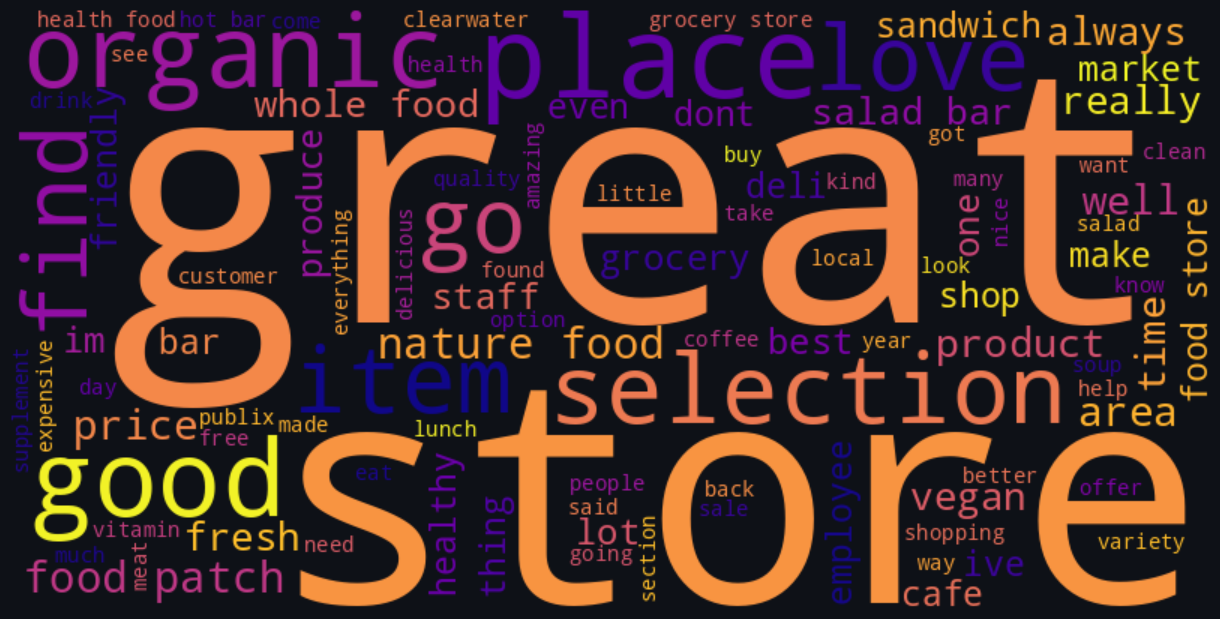 health food
hot bar
come
clearwater
grocery store
sandwich
always
organic
place
love
see
health
market
drink
friendly
whole food
even
dont
salad bar
really
great
find
produce
amazing
buy
got
want
clean
quality
deli
kind
many
little
go
take
one
nice
well
salad
everything
delicious
grocery
local
look
make
food store
customer
found
staff
shop
know
option
time
im
bar
nature food
coffee
best
year
product
supplement
expensive
day
item
selection
soup
help
area
price
publix
free
made
lunch
good
store
eat
healthy
thing
people
said
lot
going
section
back
sale
employee
better
vegan
offer
shopping
variety
vitamin
fresh
need
much
meat
way
ive
food patch
cafe